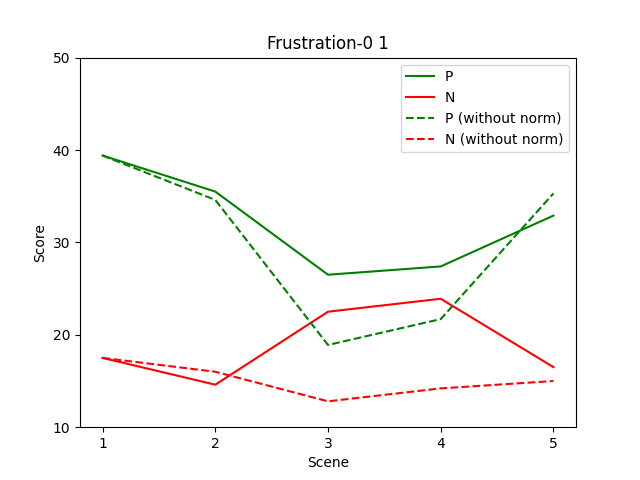 Frustration-0 1
50
40
30
20
10
Score
P
N
P (without norm)
N (without norm)
1 2 3 4 5
Scene